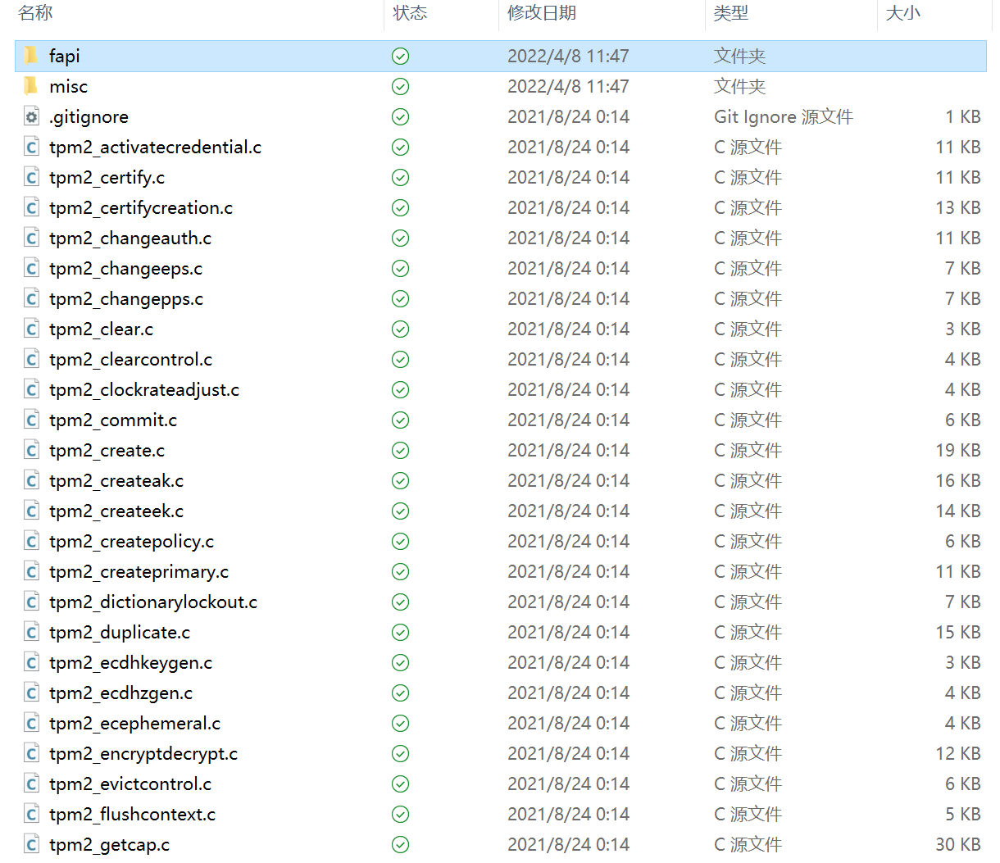 名称 状态 修改日期 类型 大小
fapi 2022/4/8 11:47 文件夹
misc 2022/4/8 11:47 文件夹
.gitignore 2021/8/24 0:14 Git Ignore 源文件 1 KB
tpm2_activatecredential.c 2021/8/24 0:14 C 源文件 11 KB
tpm2_certify.c 2021/8/24 0:14 C 源文件 11 KB
tpm2_certifycreation.c 2021/8/24 0:14 C 源文件 13 KB
tpm2_changeauth.c 2021/8/24 0:14 C 源文件 11 KB
tpm2_changeeps.c 2021/8/24 0:14 C 源文件 7 KB
tpm2_changepps.c 2021/8/24 0:14 C 源文件 7 KB
tpm2_clear.c 2021/8/24 0:14 C 源文件 3 KB
tpm2_clearcontrol.c 2021/8/24 0:14 C 源文件 4 KB
tpm2_clockrateadjust.c 2021/8/24 0:14 C 源文件 4 KB
tpm2_commit.c 2021/8/24 0:14 C 源文件 6 KB
tpm2_create.c 2021/8/24 0:14 C 源文件 19 KB
tpm2_createak.c 2021/8/24 0:14 C 源文件 16 KB
tpm2_createek.c 2021/8/24 0:14 C 源文件 14 KB
tpm2_createpolicy.c 2021/8/24 0:14 C 源文件 6 KB
tpm2_createprimary.c 2021/8/24 0:14 C 源文件 11 KB
tpm2_dictionarylockout.c 2021/8/24 0:14 C 源文件 7 KB
tpm2_duplicate.c 2021/8/24 0:14 C 源文件 15 KB
tpm2_ecdhkeygen.c 2021/8/24 0:14 C 源文件 3 KB
tpm2_ecdhzgen.c 2021/8/24 0:14 C 源文件 4 KB
tpm2_ecephemeral.c 2021/8/24 0:14 C 源文件 4 KB
tpm2_encryptdecrypt.c 2021/8/24 0:14 C 源文件 12 KB
tpm2_evictcontrol.c 2021/8/24 0:14 C 源文件 6 KB
tpm2_flushcontext.c 2021/8/24 0:14 C 源文件 5 KB
tpm2_getcap.c 2021/8/24 0:14 C 源文件 30 KB